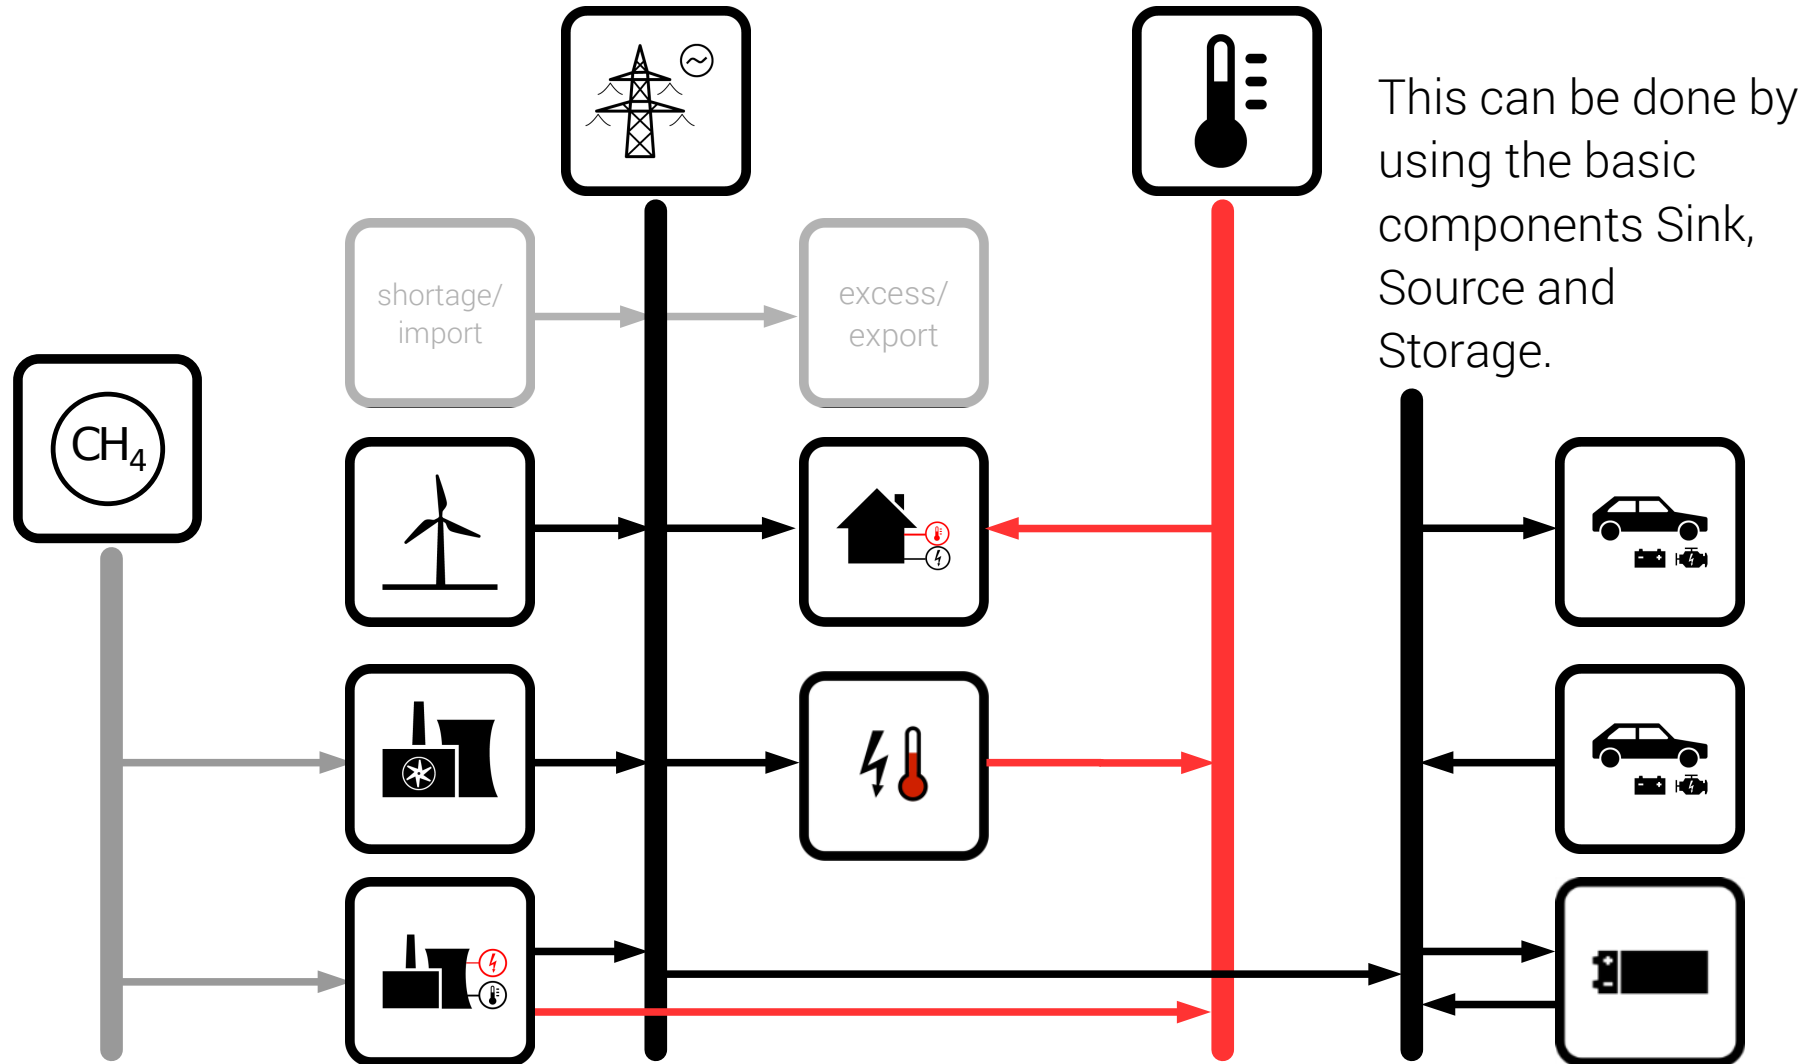 This can be done by
using the basic
components Sink,
Source and
Storage.
shortage/
import
excess/
export
CH₄